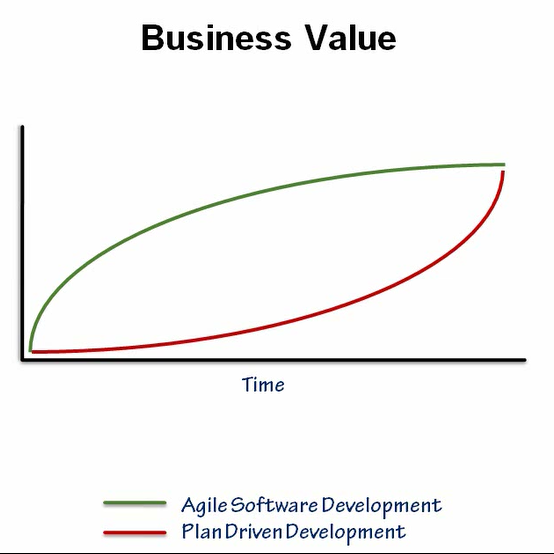 Business Value
Time
Agile Software Development
Plan Driven Development